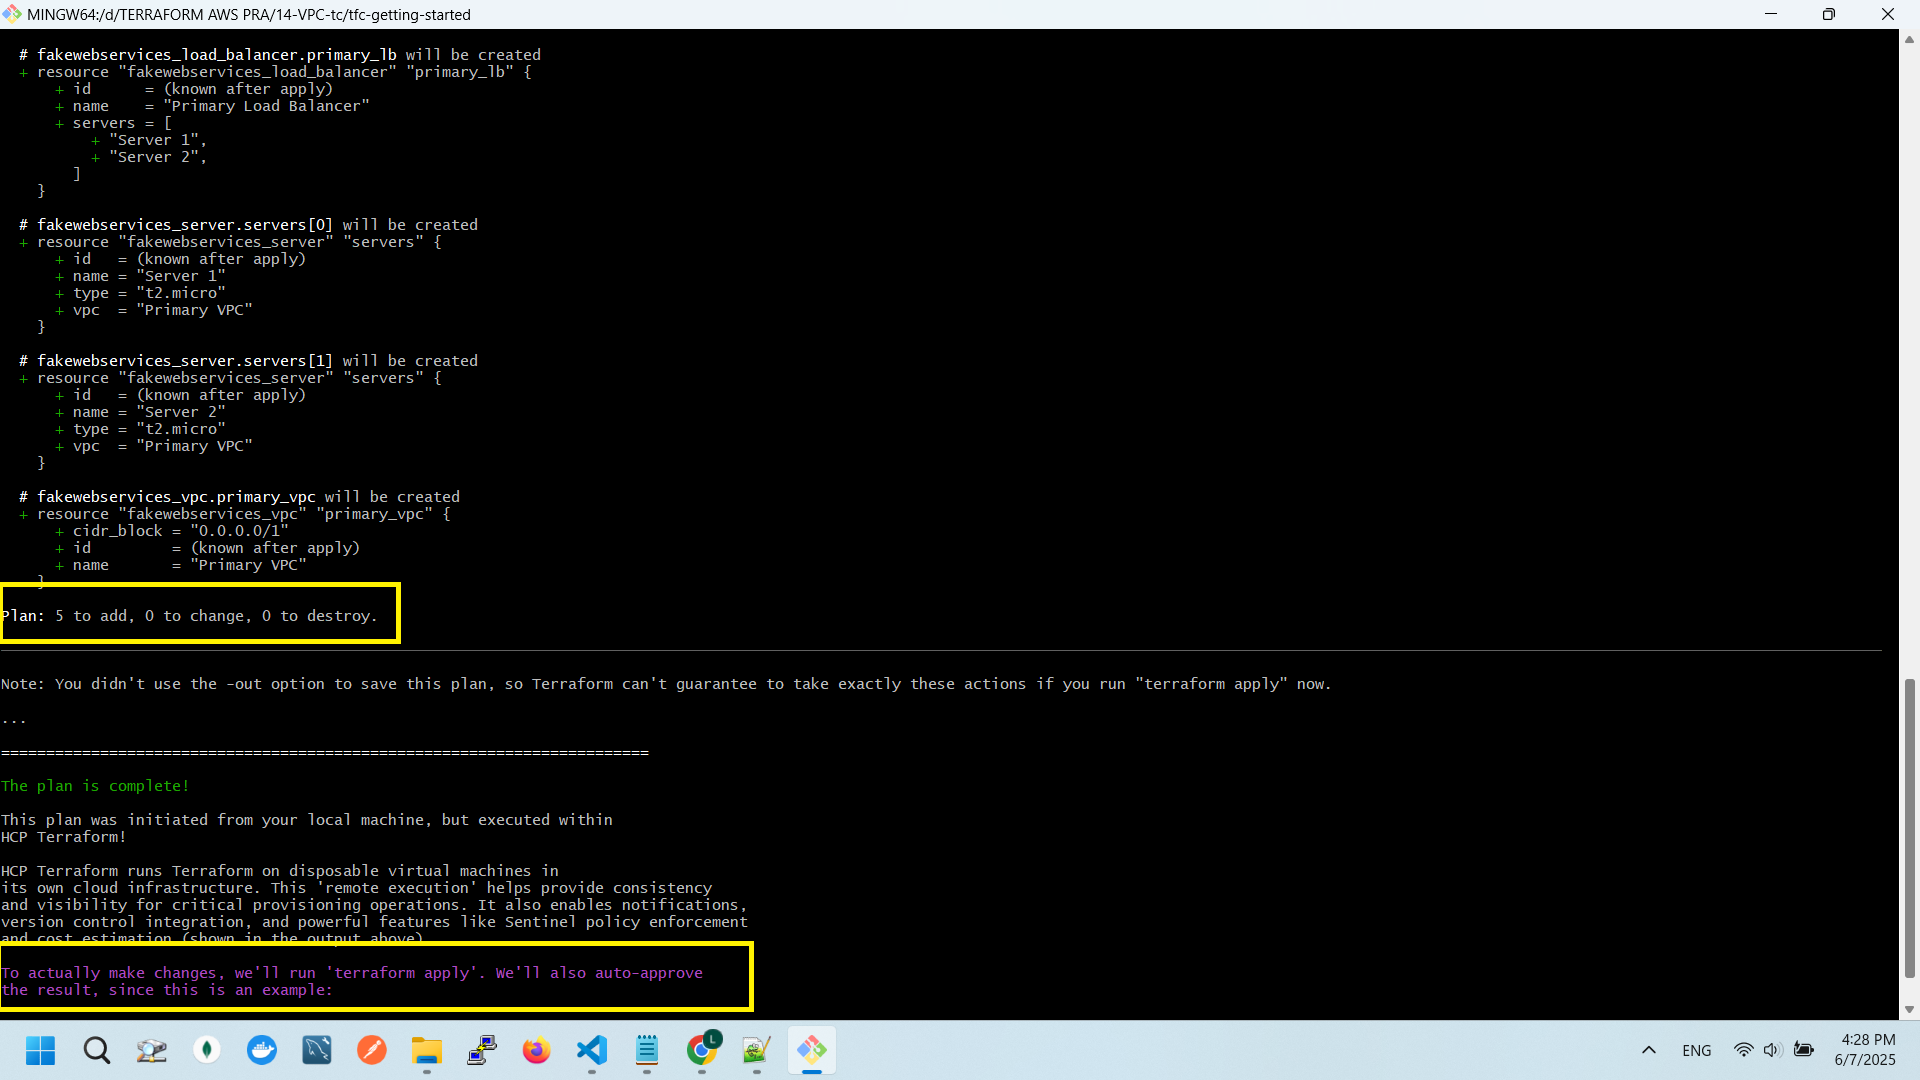 MINGW64:/d/TERRAFORM AWS PRA/14-VPC-tc/tfc-getting-started
# fakewebservices_load_balancer.primary_lb will be created
+ resource "fakewebservices_load_balancer" "primary_lb" {
+ id      = (known after apply)
+ name    = "Primary Load Balancer"
+ servers = [
+ "Server 1",
+ "Server 2",
]
}
# fakewebservices_server.servers[0] will be created
+ resource "fakewebservices_server" "servers" {
+ id   = (known after apply)
+ name = "Server 1"
+ type = "t2.micro"
+ vpc  = "Primary VPC"
}
# fakewebservices_server.servers[1] will be created
+ resource "fakewebservices_server" "servers" {
+ id   = (known after apply)
+ name = "Server 2"
+ type = "t2.micro"
+ vpc  = "Primary VPC"
}
# fakewebservices_vpc.primary_vpc will be created
+ resource "fakewebservices_vpc" "primary_vpc" {
+ cidr_block = "0.0.0.0/1"
+ id         = (known after apply)
+ name       = "Primary VPC"
}
Plan: 5 to add, 0 to change, 0 to destroy.
Note: You didn't use the -out option to save this plan, so Terraform can't guarantee to take exactly these actions if you run "terraform apply" now.
...
========================================================================
The plan is complete!
This plan was initiated from your local machine, but executed within
HCP Terraform!
HCP Terraform runs Terraform on disposable virtual machines in
its own cloud infrastructure. This 'remote execution' helps provide consistency
and visibility for critical provisioning operations. It also enables notifications,
version control integration, and powerful features like Sentinel policy enforcement
and cost estimation (shown in the output above).
To actually make changes, we'll run 'terraform apply'. We'll also auto-approve
the result, since this is an example:
L
ENG
4:28 PM
6/7/2025